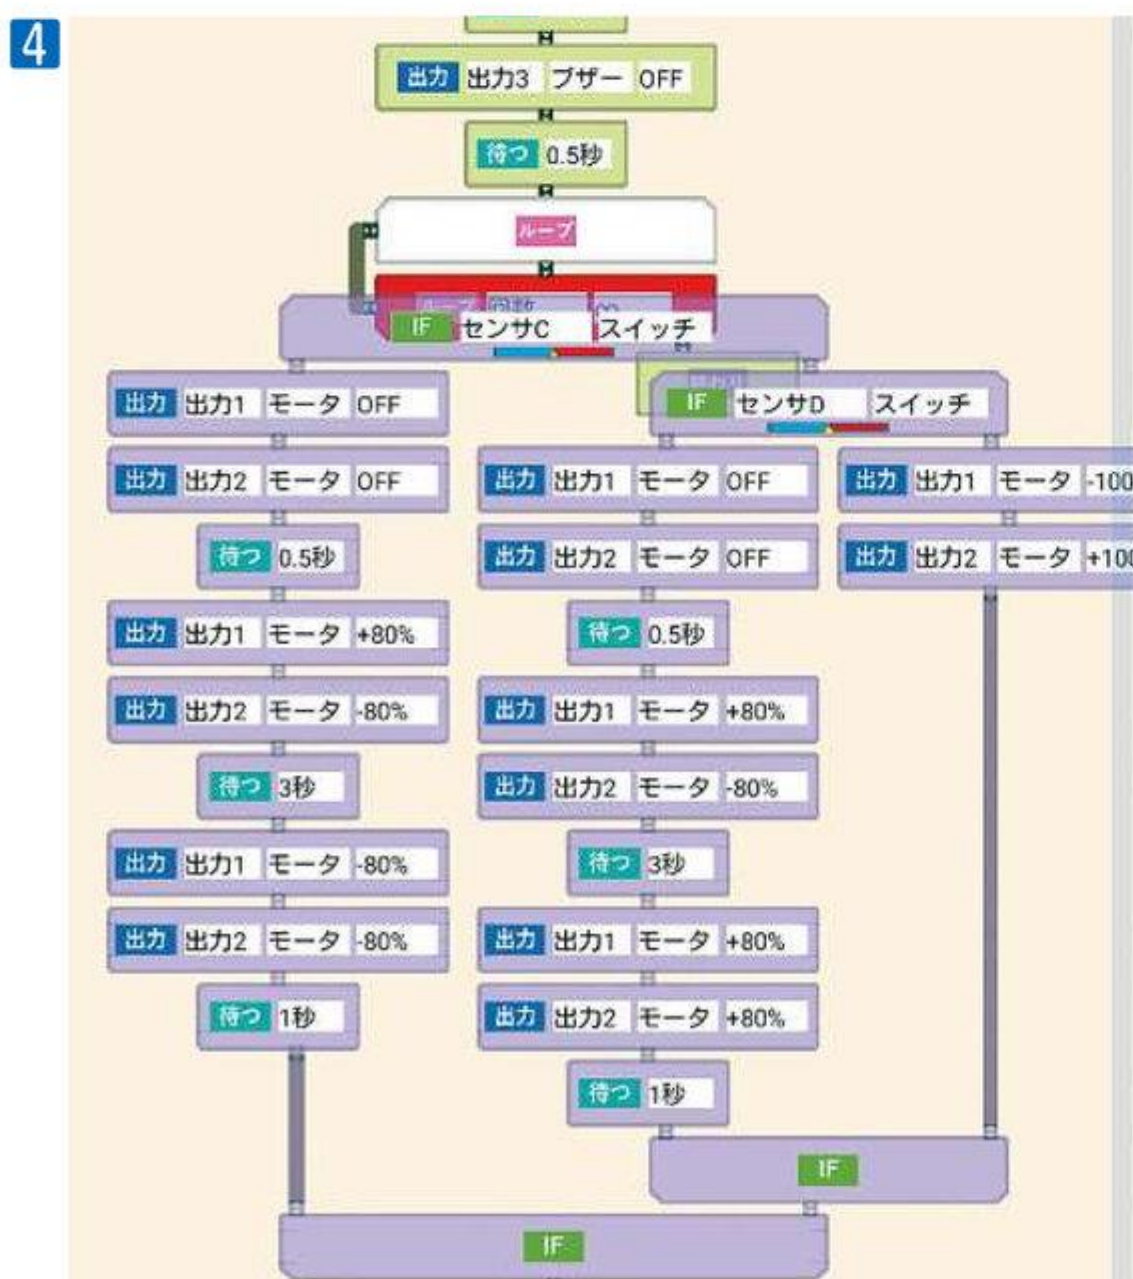 4
出力 出力3 ブザー OFF
待つ 0.5秒
ループ
ループ 回数 ∞
IF センサC スイッチ
出力 出力1 モータ OFF
IF センサD スイッチ
出力 出力2 モータ OFF
出力 出力1 モータ OFF
出力 出力1 モータ -100
待つ 0.5秒
出力 出力2 モータ OFF
出力 出力2 モータ +100
出力 出力1 モータ +80%
待つ 0.5秒
出力 出力2 モータ -80%
出力 出力1 モータ +80%
待つ 3秒
出力 出力2 モータ -80%
出力 出力1 モータ -80%
待つ 3秒
出力 出力2 モータ -80%
出力 出力1 モータ +80%
待つ 1秒
出力 出力2 モータ +80%
待つ 1秒
IF
IF